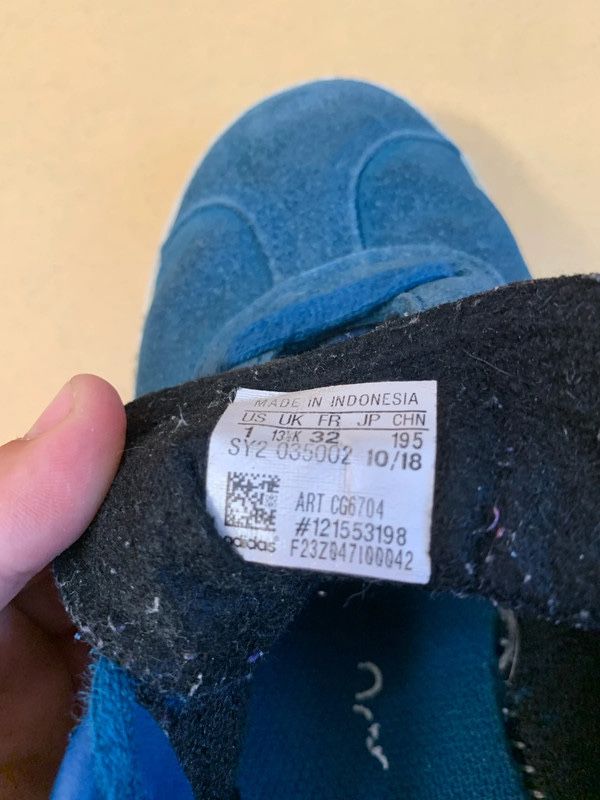 MADE IN INDONESIA
US UK FR JP CHN
1 13½K 32 195
SY2 035002 10/18
ART CG6704
#121553198
adidas F23Z047100042